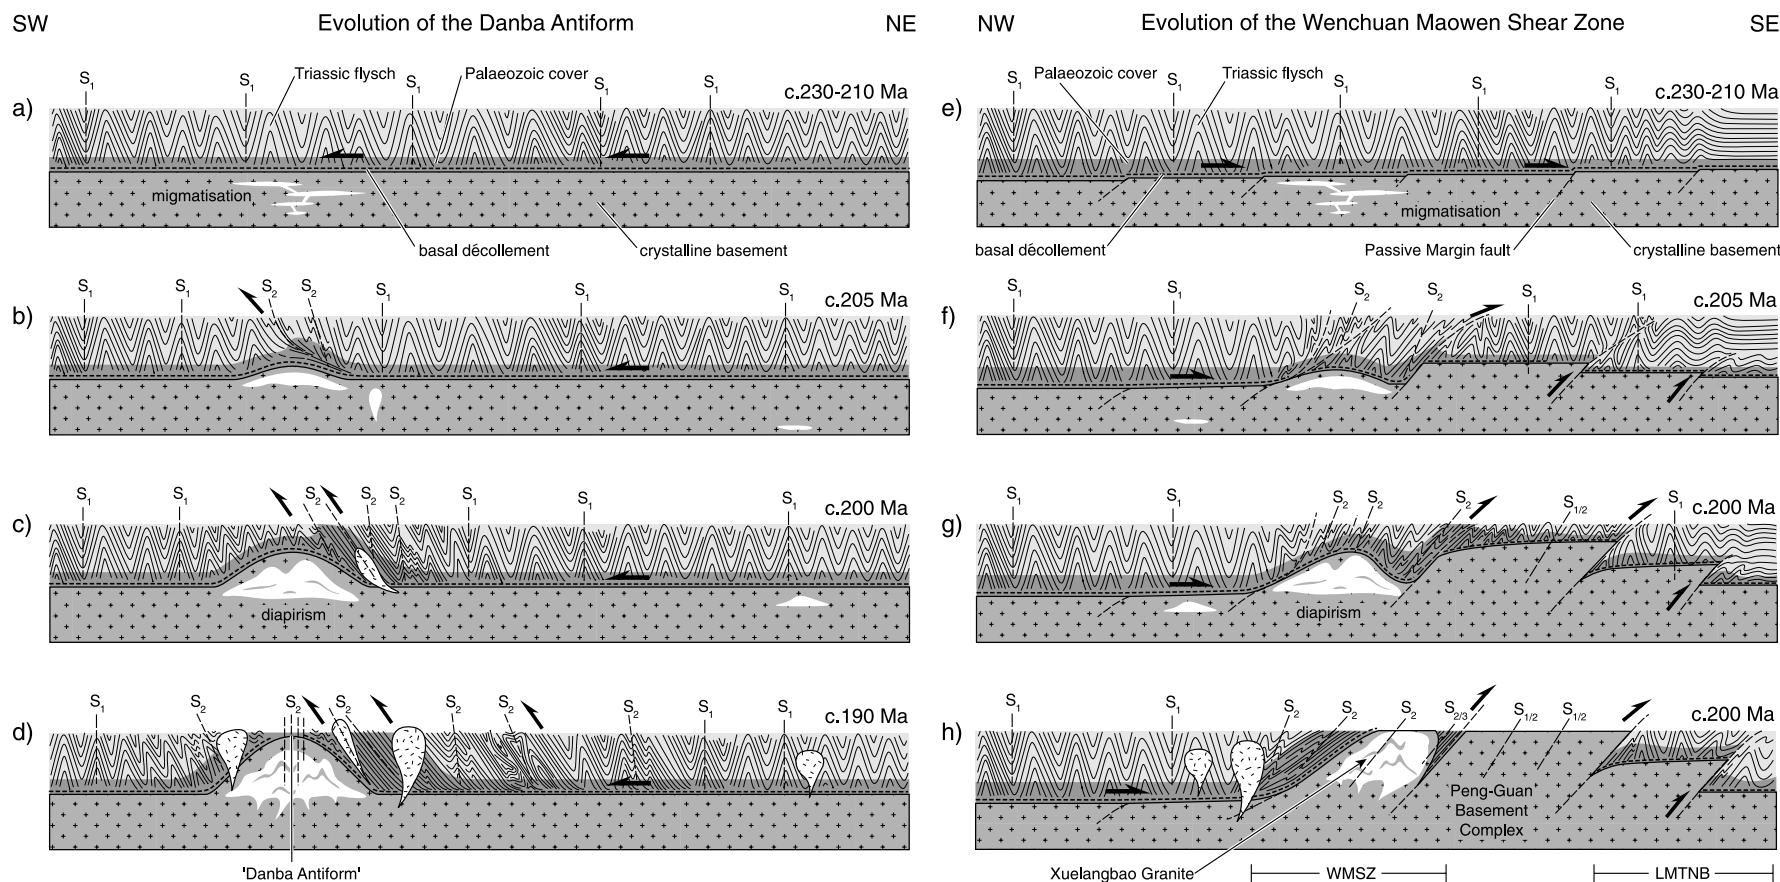 SW Evolution of the Danba Antiform NE
a) c.230-210 Ma
S1 S1 S1 S1 S1
Triassic flysch Palaeozoic cover
migmatisation
basal décollement crystalline basement
b) c.205 Ma
S1 S1 S2 S2 S1 S1 S1
c) c.200 Ma
S1 S1 S2 S2 S2 S1 S1 S1
diapirism
d) c.190 Ma
S1 S2 S2 S2 S2 S2 S2 S1 S1
'Danba Antiform'
NW Evolution of the Wenchuan Maowen Shear Zone SE
e) c.230-210 Ma
S1 S1 S1 S1 S1
Palaeozoic cover Triassic flysch
migmatisation
basal décollement Passive Margin fault crystalline basement
f) c.205 Ma
S1 S1 S2 S2 S1 S1
g) c.200 Ma
S1 S1 S2 S2 S2 S1/2 S1
diapirism
h) c.200 Ma
S1 S1 S2 S2 S2 S2/3 S1/2 S1/2
Peng-Guan
Basement
Complex
Xuelangbao Granite WMSZ LMTNB